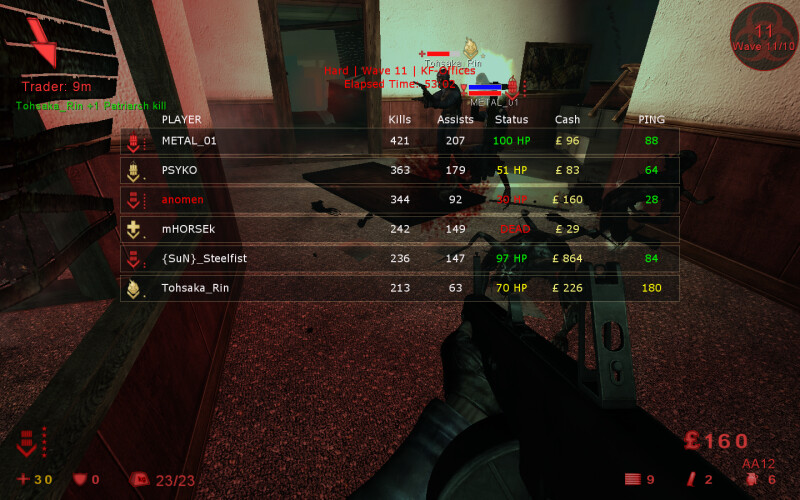 11
Wave 11/10
Tohsaka_Rin
Hard | Wave 11 | KF-Offices
Elapsed Time: 53:02
Trader: 9m
METAL_01
Tohsaka_Rin +1 Patriarsh kill
PLAYER Kills Assists Status Cash PING
METAL_01 421 207 100 HP £ 96 88
PSYKO 363 179 51 HP £ 83 64
anomen 344 92 HP £ 160 28
mHORSEk 242 149 DEAD £ 29
{SuN}_Steelfist 236 147 97 HP £ 864 84
Tohsaka_Rin 213 63 70 HP £ 226 180
£160
AA12
30 0 23/23 9 2 6